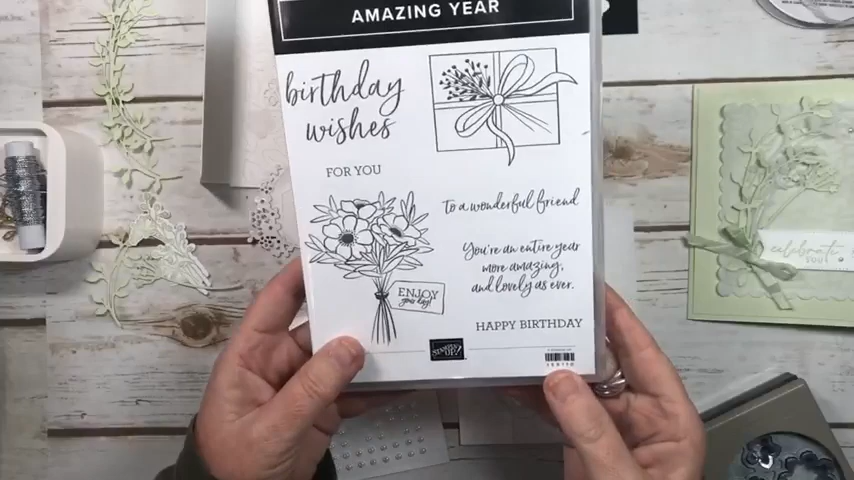 AMAZING YEAR
birthday
wishes
FOR YOU
To a wonderful friend
You're an entire year
more amazing,
and lovely as ever.
ENJOY
your day!
HAPPY BIRTHDAY
STAMPIN' UP!
celebrate